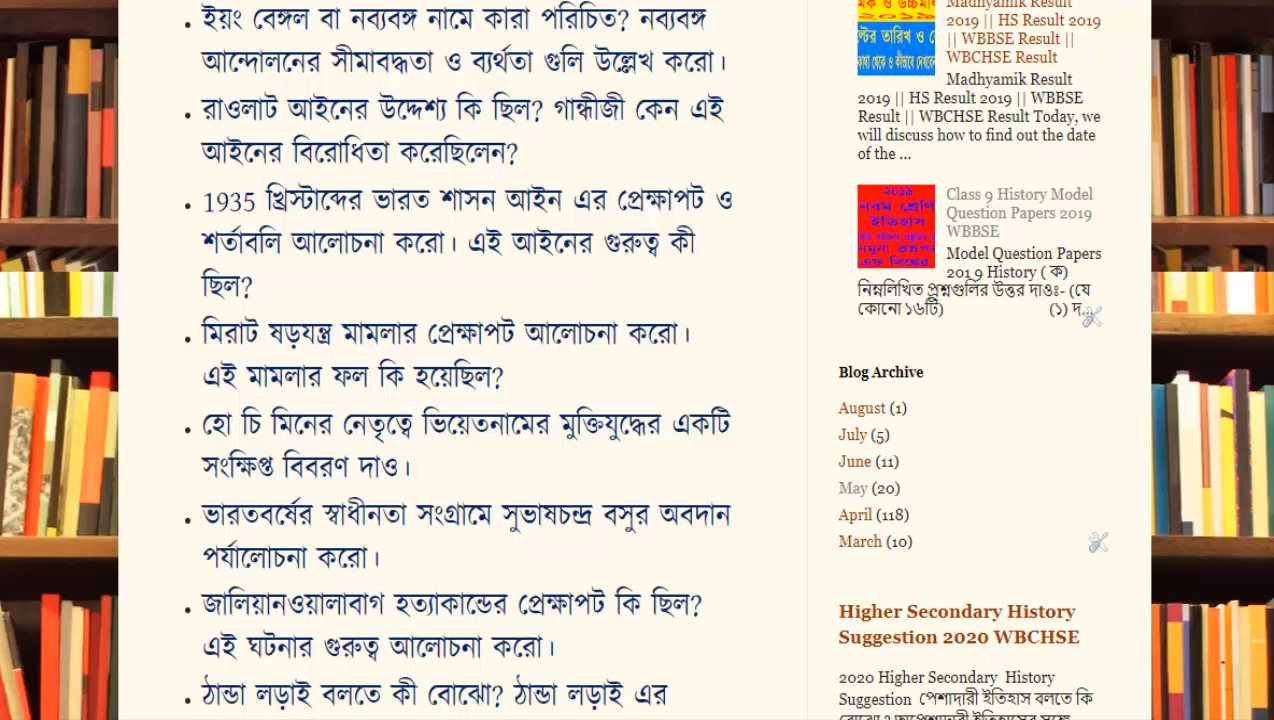 ইয়ং বেঙ্গল বা নব্যবঙ্গ নামে কারা পরিচিত? নব্যবঙ্গ
আন্দোলনের সীমাবদ্ধতা ও ব্যর্থতা গুলি উল্লেখ করো।
রাওলাট আইনের উদ্দেশ্য কি ছিল? গান্ধীজী কেন এই
আইনের বিরোধিতা করেছিলেন?
1935 খ্রিস্টাব্দের ভারত শাসন আইন এর প্রেক্ষাপট ও
শর্তাবলি আলোচনা করো। এই আইনের গুরুত্ব কী
ছিল?
মিরাট ষড়যন্ত্র মামলার প্রেক্ষাপট আলোচনা করো।
এই মামলার ফল কি হয়েছিল?
হো চি মিনের নেতৃত্বে ভিয়েতনামের মুক্তিযুদ্ধের একটি
সংক্ষিপ্ত বিবরণ দাও।
ভারতবর্ষের স্বাধীনতা সংগ্রামে সুভাষচন্দ্র বসুর অবদান
পর্যালোচনা করো।
জালিয়ানওয়ালাবাগ হত্যাকান্ডের প্রেক্ষাপট কি ছিল?
এই ঘটনার গুরুত্ব আলোচনা করো।
ঠান্ডা লড়াই বলতে কী বোঝো? ঠান্ডা লড়াই এর
Madhyamik Result
2019 || HS Result 2019
|| WBBSE Result ||
WBCHSE Result
Madhyamik Result
2019 || HS Result 2019 || WBBSE
Result || WBCHSE Result Today, we
will discuss how to find out the date
of the ...
২০১৯
নবম শ্রেণি
ইতিহাস
নমুনা প্রশ্নপ
Class 9 History Model
Question Papers 2019
WBBSE
Model Question Papers
2019 History ( ক)
নিম্নলিখিত প্রশ্নগুলির উত্তর দাওঃ- (যে
কোনো ১৬টি) (১) দ...
Blog Archive
August (1)
July (5)
June (11)
May (20)
April (118)
March (10)
Higher Secondary History
Suggestion 2020 WBCHSE
2020 Higher Secondary History
Suggestion পেশাদারী ইতিহাস বলতে কি